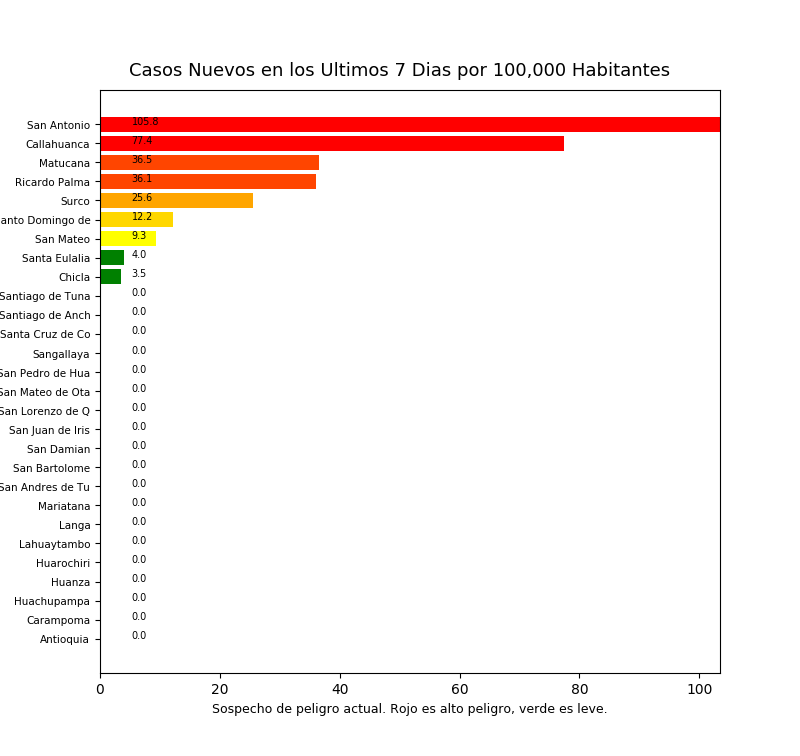 Casos Nuevos en los Ultimos 7 Dias por 100,000 Habitantes
San Antonio 105.8
Callahuanca 77.4
Matucana 36.5
Ricardo Palma 36.1
Surco 25.6
anto Domingo de 12.2
San Mateo 9.3
Santa Eulalia 4.0
Chicla 3.5
Santiago de Tuna 0.0
Santiago de Anch 0.0
Santa Cruz de Co 0.0
Sangallaya 0.0
San Pedro de Hua 0.0
San Mateo de Ota 0.0
San Lorenzo de Q 0.0
San Juan de Iris 0.0
San Damian 0.0
San Bartolome 0.0
San Andres de Tu 0.0
Mariatana 0.0
Langa 0.0
Lahuaytambo 0.0
Huarochiri 0.0
Huanza 0.0
Huachupampa 0.0
Carampoma 0.0
Antioquia 0.0
0 20 40 60 80 100
Sospecho de peligro actual. Rojo es alto peligro, verde es leve.